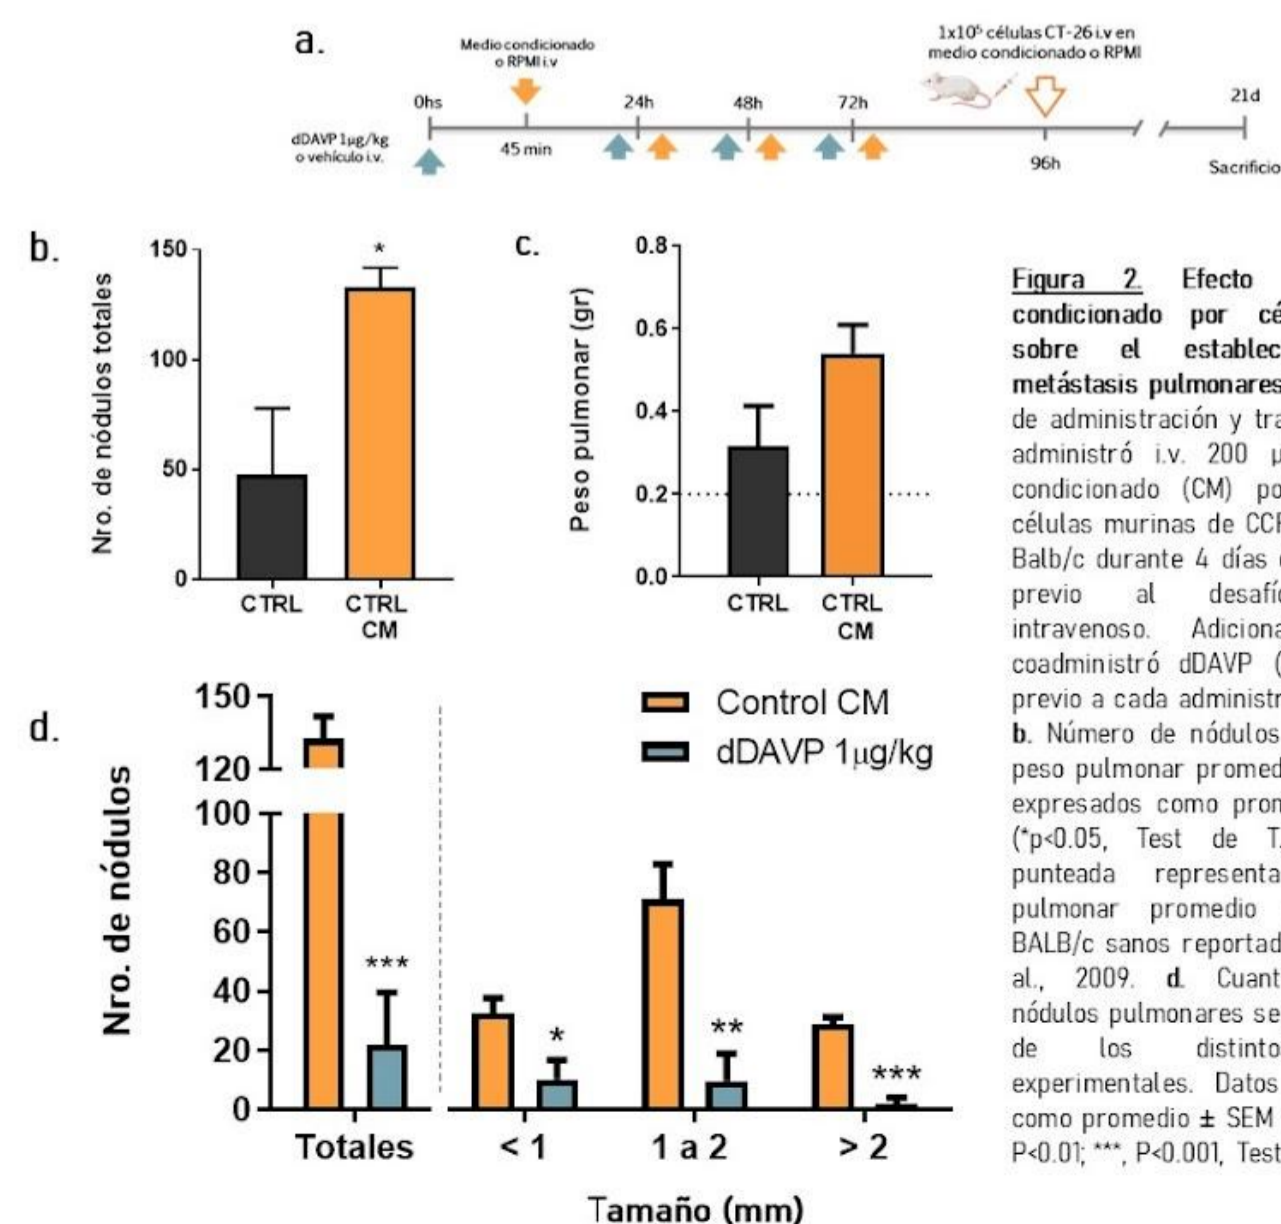 a.
Medio condicionado
o RPMI i.v
1x10⁵ células CT-26 i.v en
medio condicionado o RPMI
0hs
24h
48h
72h
21d
dDAVP 1µg/kg
o vehículo i.v.
45 min
96h
Sacrificio
b.
Nro. de nódulos totales
150
100
50
0
*
CTRL
CTRL
CM
c.
Peso pulmonar (gr)
0.8
0.6
0.4
0.2
0.0
CTRL
CTRL
CM
d.
Nro. de nódulos
150
120
100
80
60
40
20
0
Control CM
dDAVP 1µg/kg
***
*
**
***
Totales
< 1
1 a 2
> 2
Tamaño (mm)
Figura 2. Efecto
condicionado por cé
sobre el establec
metástasis pulmonares
de administración y tra
administró i.v. 200 µ
condicionado (CM) po
células murinas de CCR
Balb/c durante 4 días
previo al desafí
intravenoso. Adiciona
coadministró dDAVP (
previo a cada administr
b. Número de nódulos
peso pulmonar promed
expresados como pron
(*p<0.05, Test de T.
punteada representa
pulmonar promedio
BALB/c sanos reportad
al., 2009. d. Cuant
nódulos pulmonares se
de los distinto
experimentales. Datos
como promedio ± SEM
P<0.01; ***, P<0.001, Test